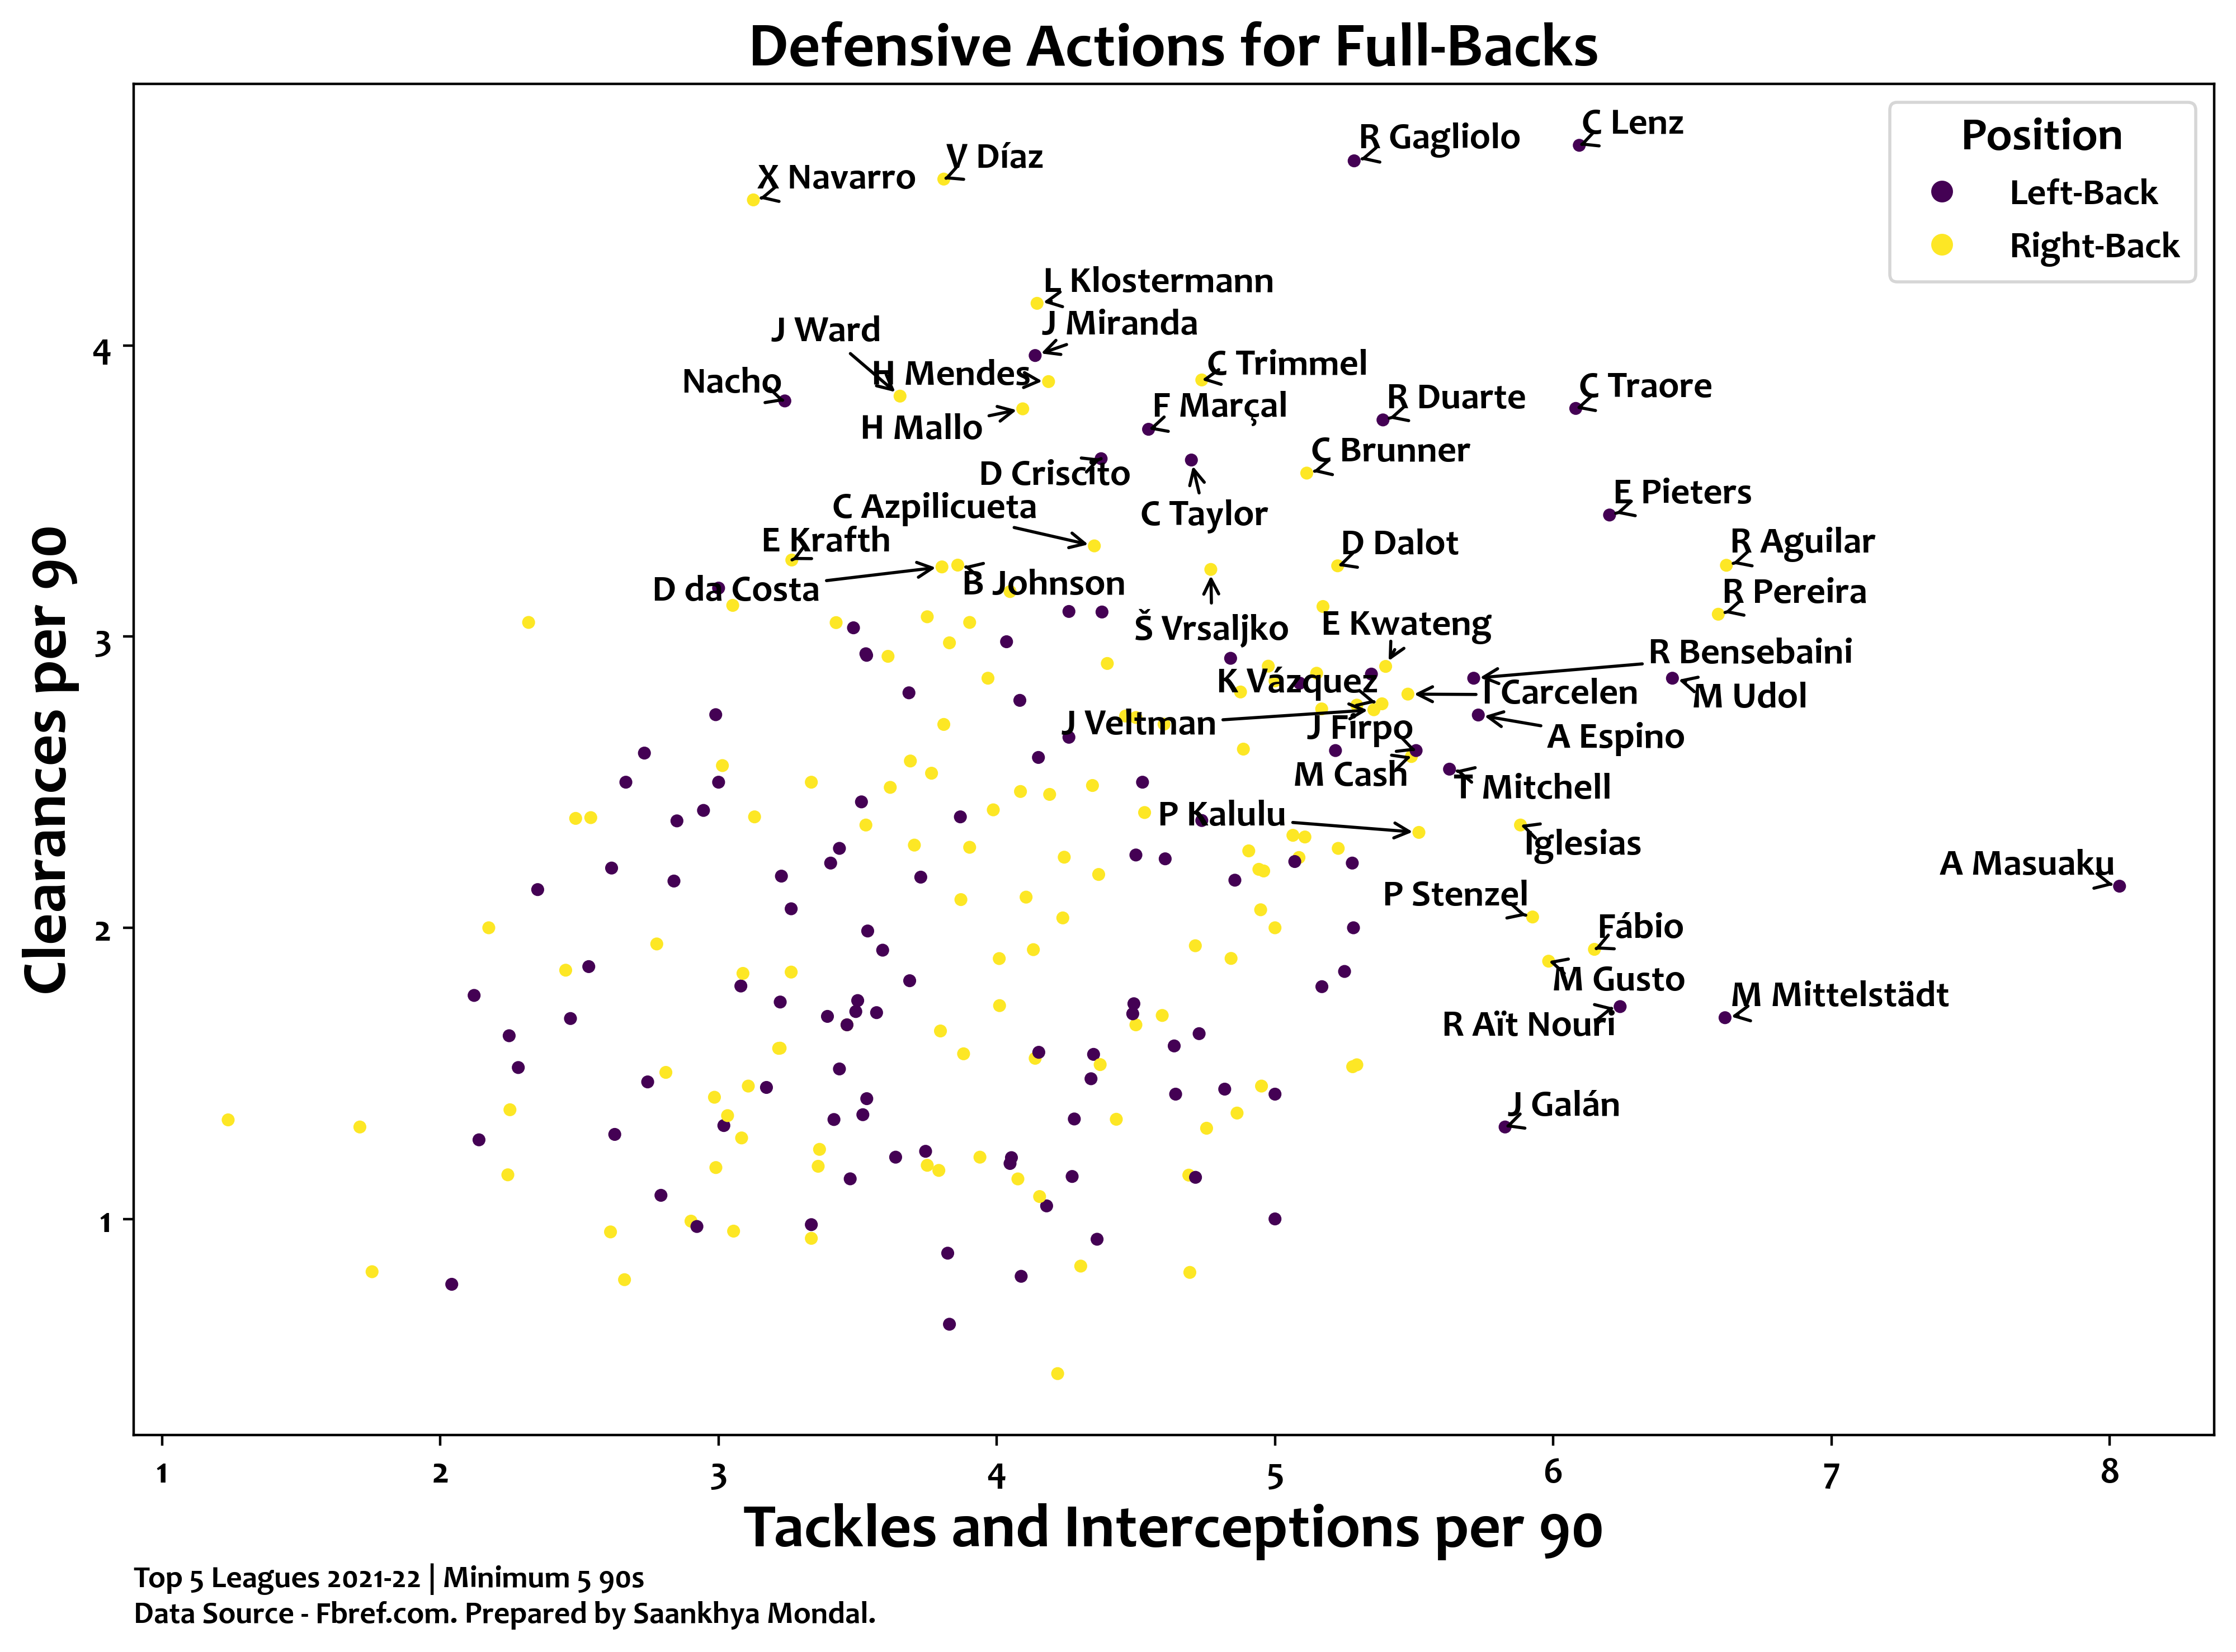 Defensive Actions for Full-Backs
C Lenz
R Gagliolo
V Díaz
X Navarro
Position
Left-Back
Right-Back
L Klostermann
J Miranda
J Ward
H Mendes
Nacho
H Mallo
C Trimmel
F Marçal
R Duarte
C Traore
D Criscito
C Brunner
C Taylor
C Azpilicueta
E Pieters
E Krafth
D Dalot
R Aguilar
D da Costa
B Johnson
R Pereira
Š Vrsaljko
E Kwateng
R Bensebaini
K Vázquez
I Carcelen
M Udol
J Veltman
J Firpo
A Espino
M Cash
T Mitchell
P Kalulu
Iglesias
A Masuaku
P Stenzel
Fábio
M Gusto
M Mittelstädt
R Aït Nouri
J Galán
Clearances per 90
4
3
2
1
1 2 3 4 5 6 7 8
Tackles and Interceptions per 90
Top 5 Leagues 2021-22 | Minimum 5 90s
Data Source - Fbref.com. Prepared by Saankhya Mondal.